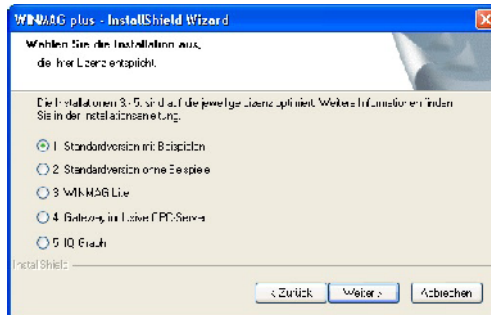 WINMAG plus - InstallShield Wizard
Wählen Sie die Installation aus,
die Ihrer Lizenz entspricht.
Die Installationen 3.- 5. sind auf die jeweilige Lizenz optimiert. Weitere Informationen finden
Sie in der Installationsanleitung.
1. Standardversion mit Beispielen
2. Standardversion ohne Beispiele
3. WINMAG Lite
4. Gateway, inklusive OPC-Server
5. IQ Graph
InstallShield
< Zurück
Weiter >
Abbrechen